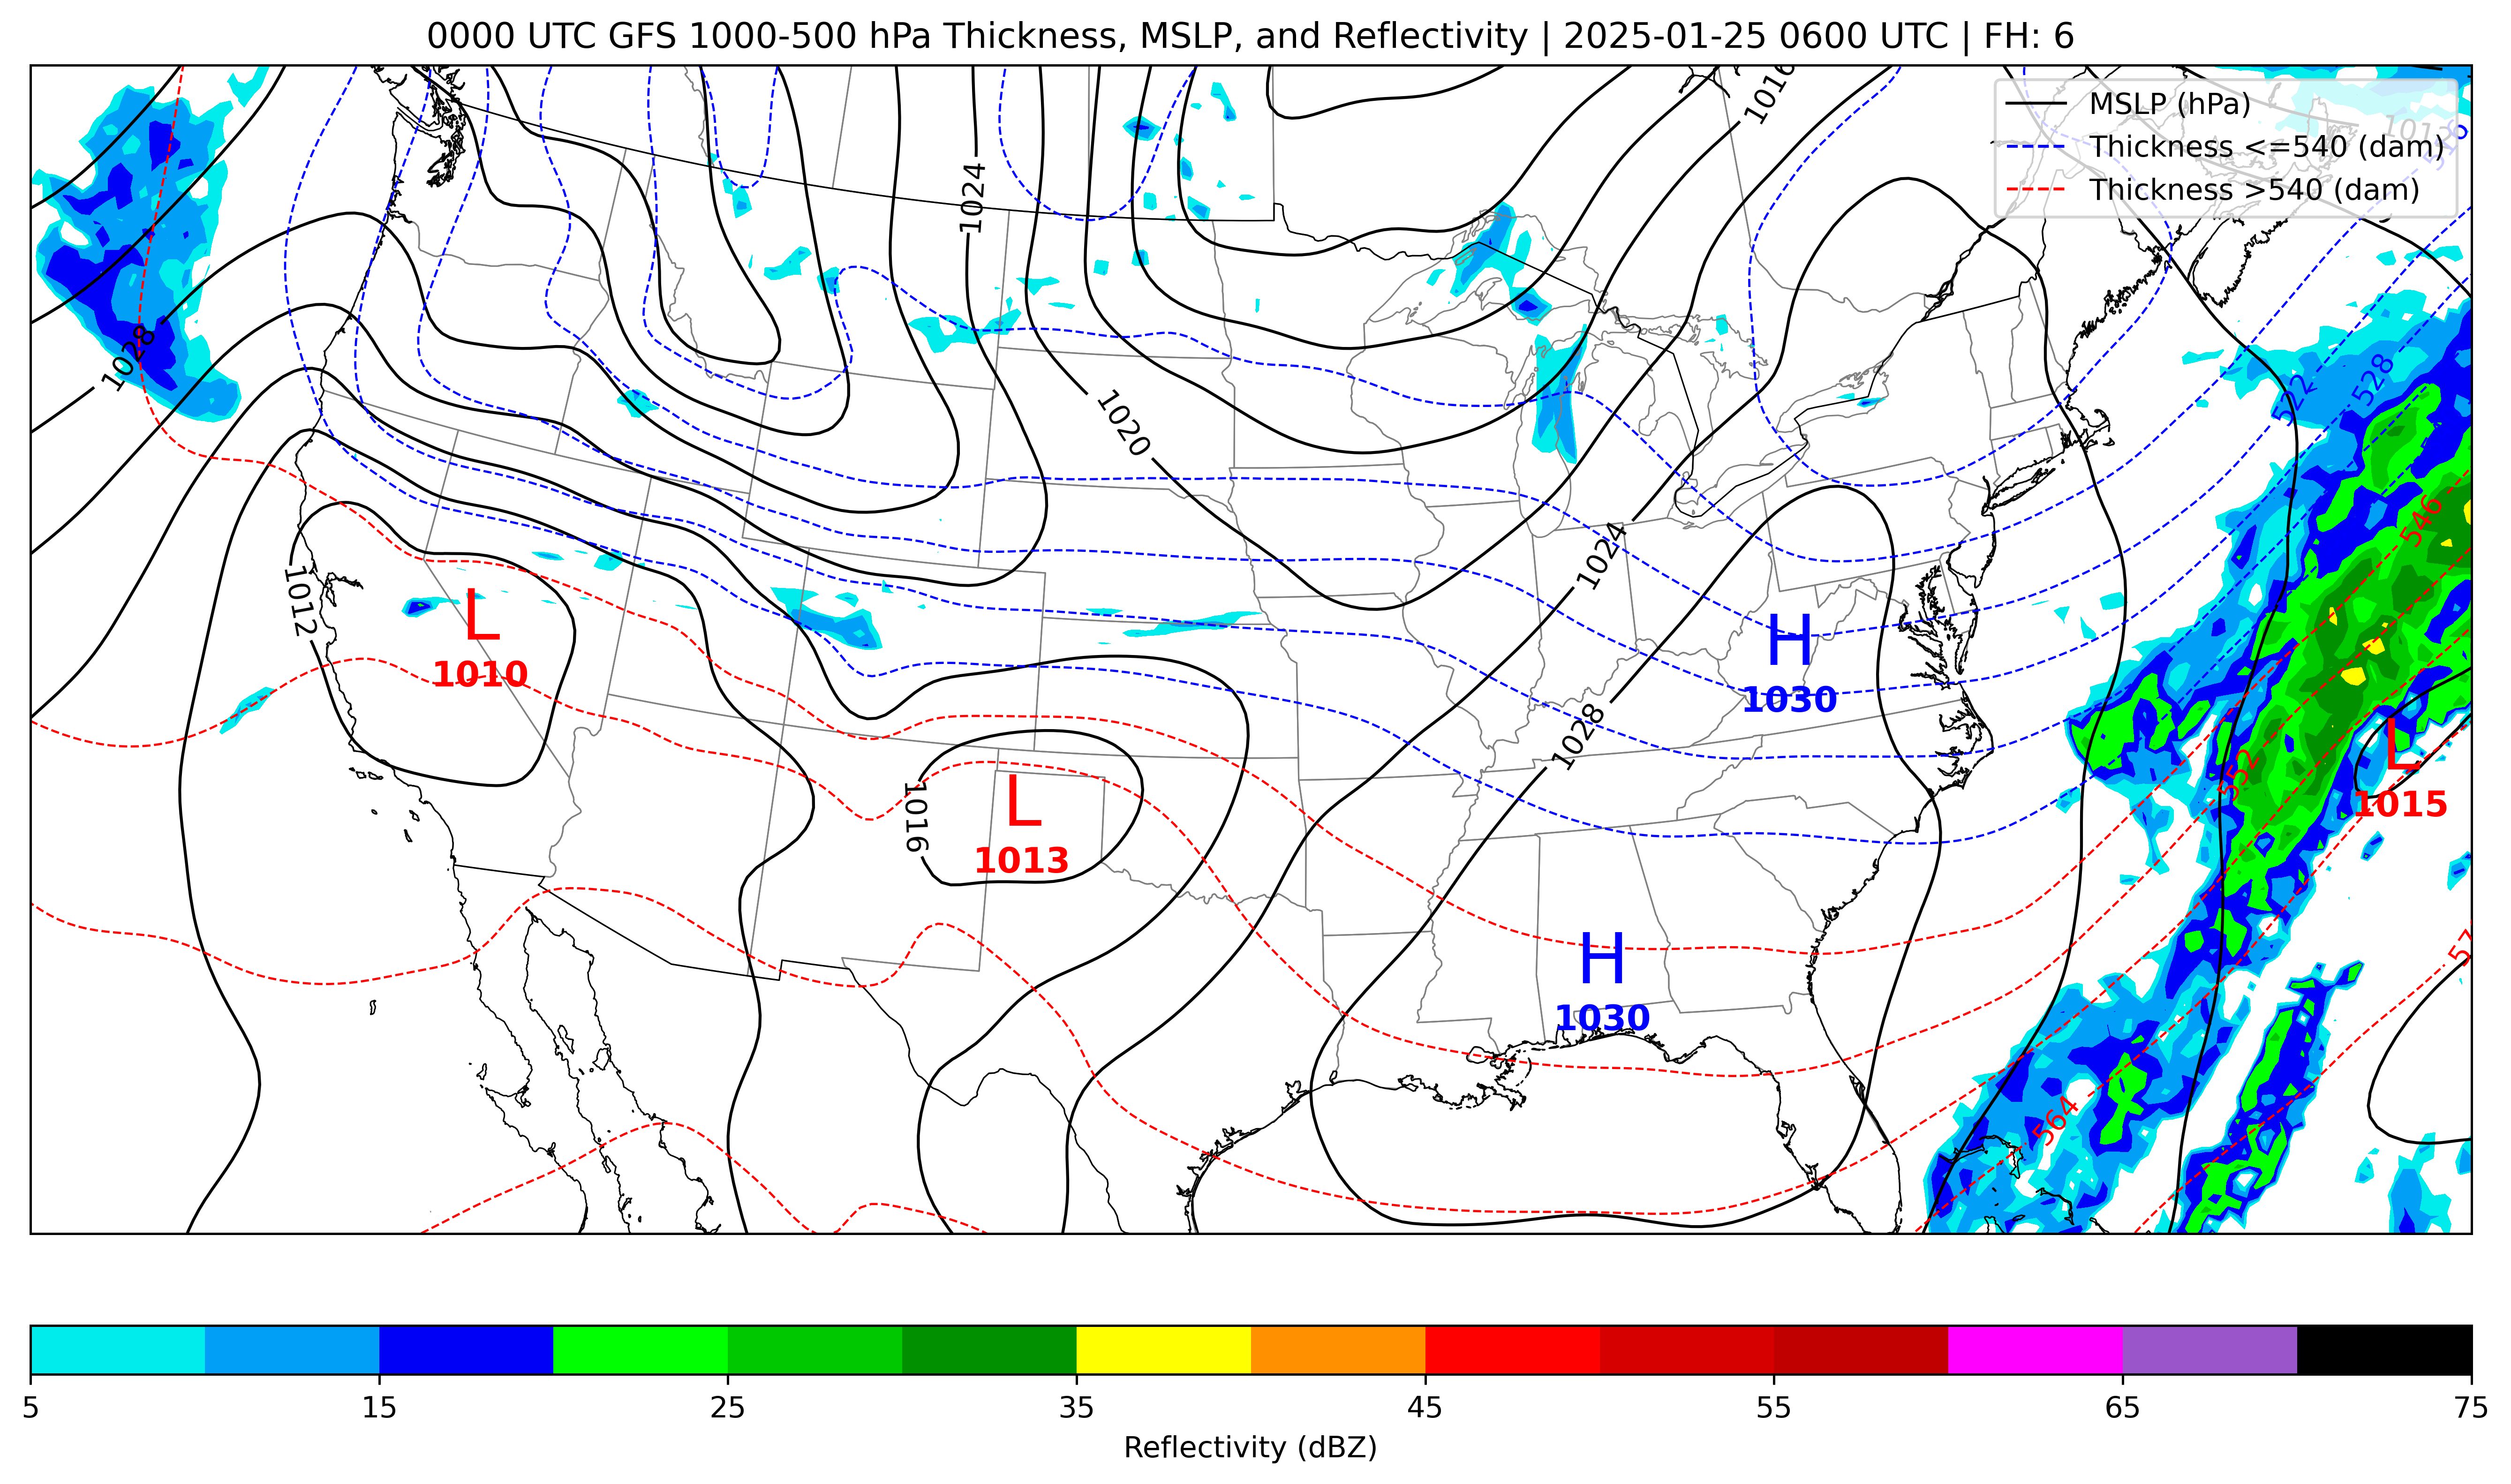 0000 UTC GFS 1000-500 hPa Thickness, MSLP, and Reflectivity | 2025-01-25 0600 UTC | FH: 6
MSLP (hPa)
Thickness <=540 (dam)
Thickness >540 (dam)
1016
1024
1028
1020
522
528
546
1012
1024
L
1010
H
1030
1028
552
L
1015
1016
L
1013
H
1030
564
5
15
25
35
45
55
65
75
Reflectivity (dBZ)